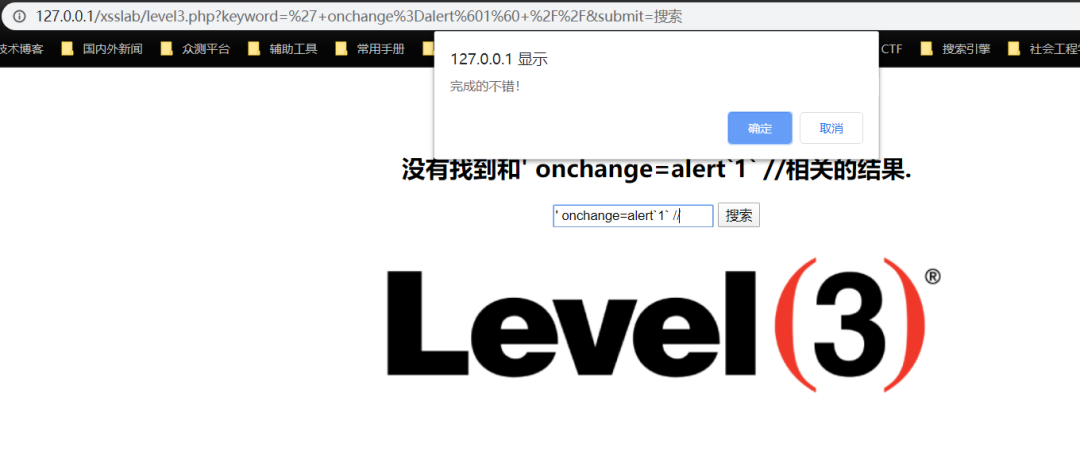 127.0.0.1/xsslab/level3.php?keyword=%27+onchange%3Dalert%601%60+%2F%2F&submit=搜索
技术博客 国内外新闻 众测平台 辅助工具 常用手册 CTF 搜索引擎 社会工程学
127.0.0.1 显示
完成的不错!
确定 取消
没有找到和' onchange=alert`1` //相关的结果.
' onchange=alert`1` // 搜索
Level(3)®